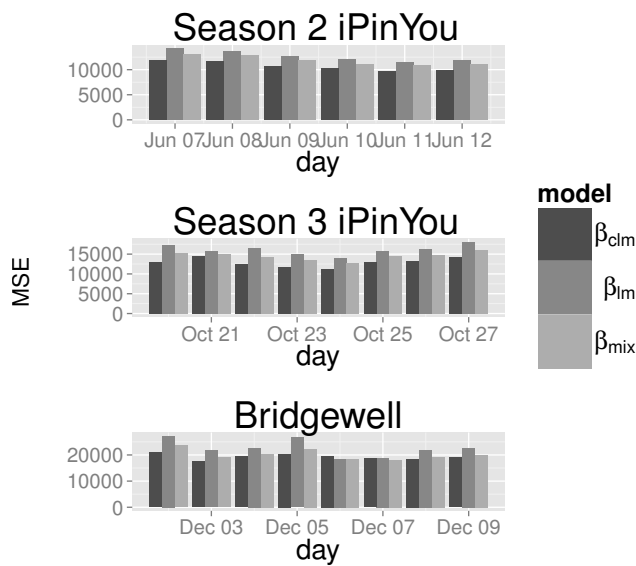 Season 2 iPinYou
10000
5000
0
Jun 07 Jun 08 Jun 09 Jun 10 Jun 11 Jun 12
day
Season 3 iPinYou
MSE
15000
10000
5000
0
Oct 21 Oct 23 Oct 25 Oct 27
day
model
βclm
βlm
βmix
Bridgewell
20000
10000
0
Dec 03 Dec 05 Dec 07 Dec 09
day